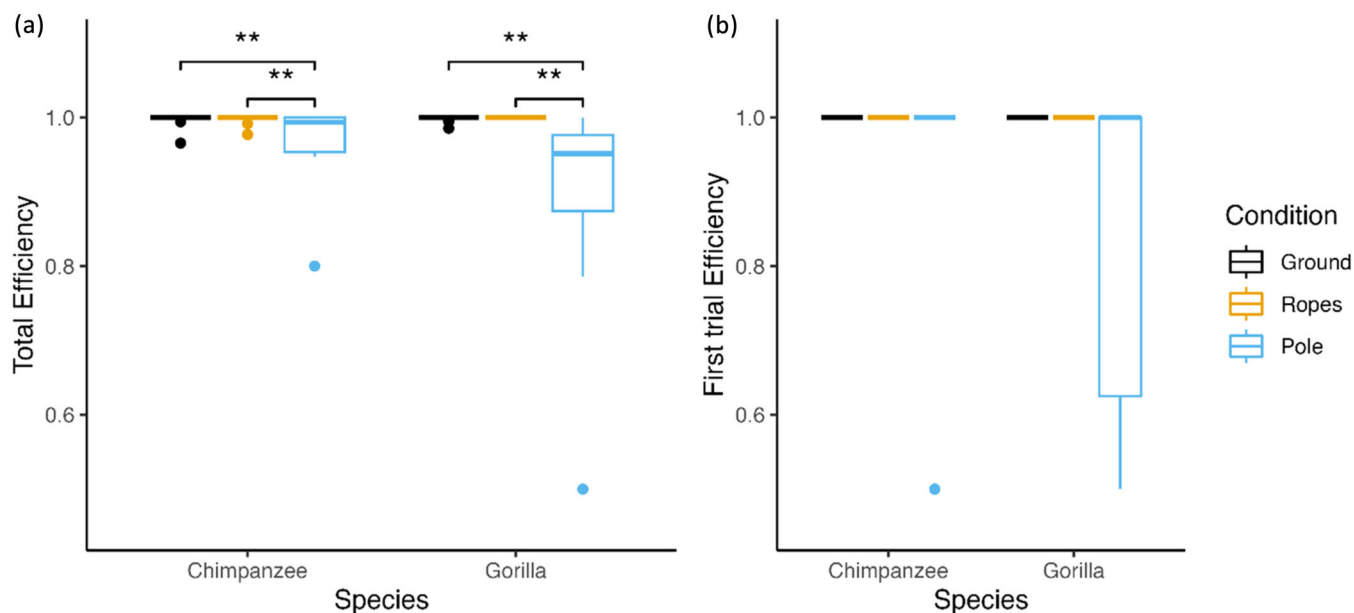 (a)
**
**
**
**
1.0
0.8
0.6
Total Efficiency
Chimpanzee
Gorilla
Species
(b)
1.0
0.8
0.6
First trial Efficiency
Chimpanzee
Gorilla
Species
Condition
Ground
Ropes
Pole